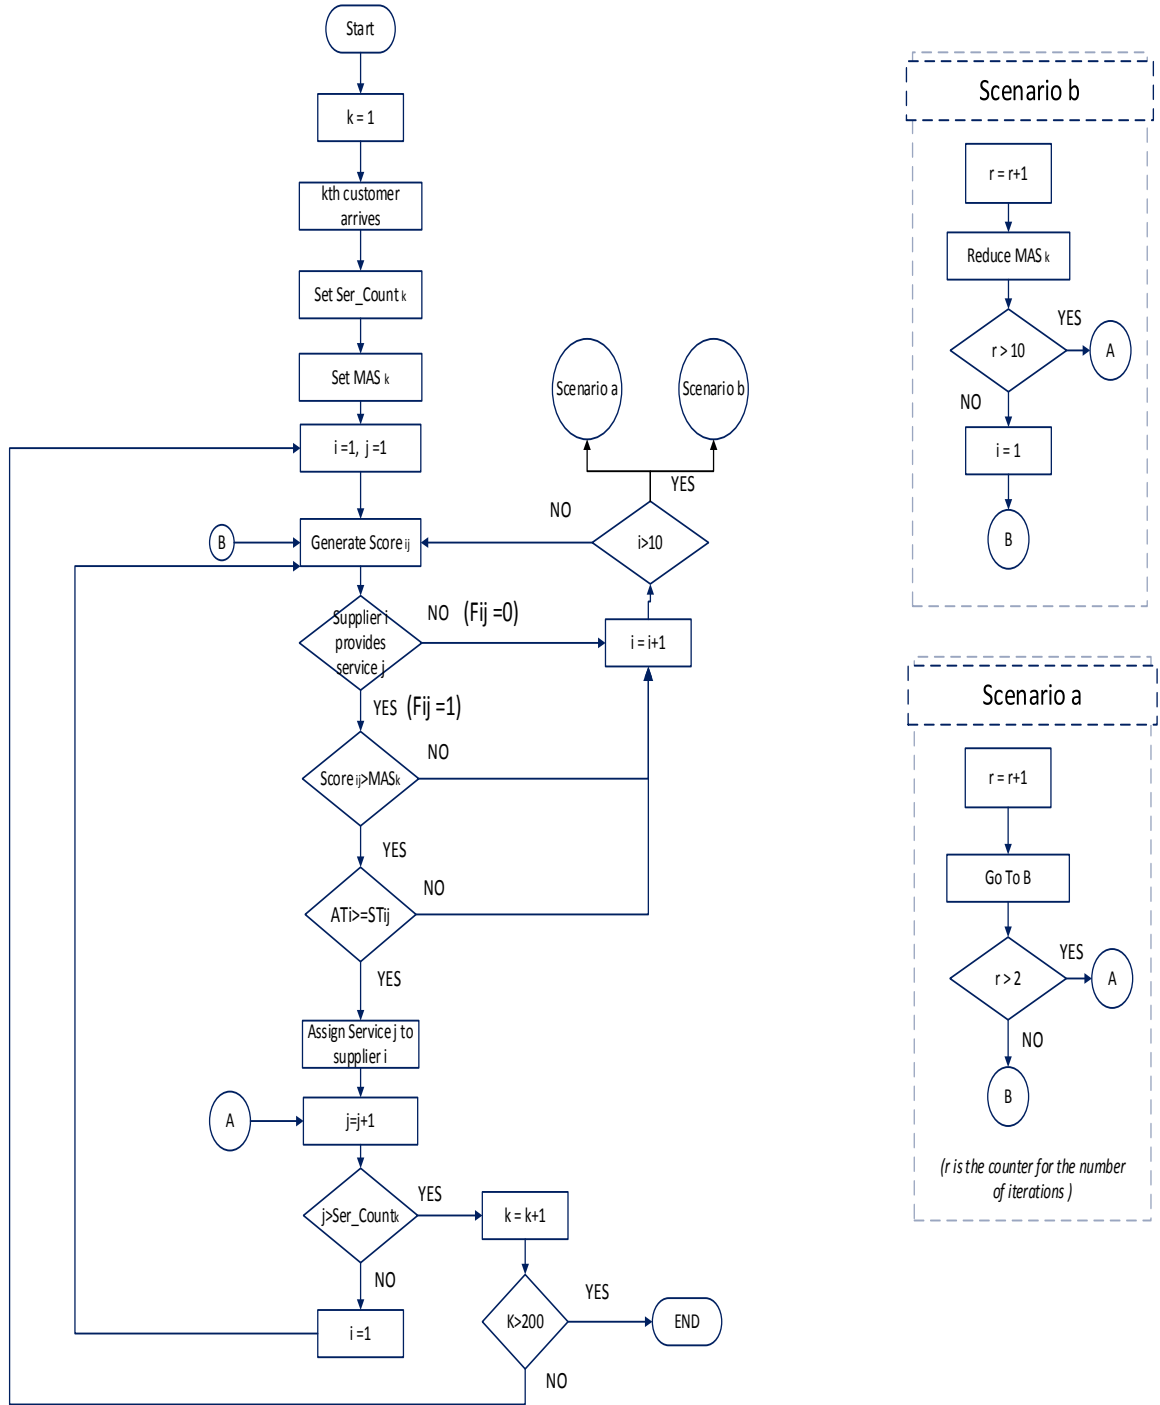 Start
k = 1
kth customer
arrives
Set Ser_Count k
Set MAS k
i =1, j =1
B
Generate Score ij
Supplier i
provides
service j
NO (Fij =0)
YES (Fij =1)
Score ij>MASk
NO
YES
ATi>=STij
NO
YES
Assign Service j to
supplier i
A
j=j+1
j>Ser_Countk
YES
NO
i =1
k = k+1
K>200
YES
NO
END
i = i+1
i>10
NO
YES
Scenario a
Scenario b
Scenario b
r = r+1
Reduce MAS k
r > 10
YES
A
NO
i = 1
B
Scenario a
r = r+1
Go To B
r > 2
YES
A
NO
B
(r is the counter for the number
of iterations )